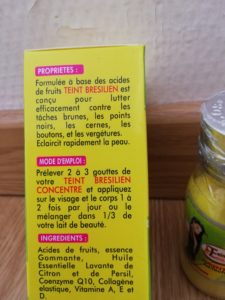 PROPRIETES :
Formulée à base des acides
de fruits TEINT BRESILIEN est
conçu pour lutter
efficacement contre les
tâches brunes, les points
noirs, les cernes, les
boutons, et les vergétures.
Eclaircit rapidement la peau.
MODE D'EMPLOI :
Prélever 2 à 3 gouttes de
votre TEINT BRESILIEN
CONCENTRE et appliquez
sur le visage et le corps 1 à
2 fois par jour ou le
mélanger dans 1/3 de
votre lait de beauté.
INGREDIENTS :
Acides de fruits, essence
Gommante, Huile
Essentielle Lavante de
Citron et de Persil,
Coenzyme Q10, Collagène
elastique, Vitamine A, E et
D.